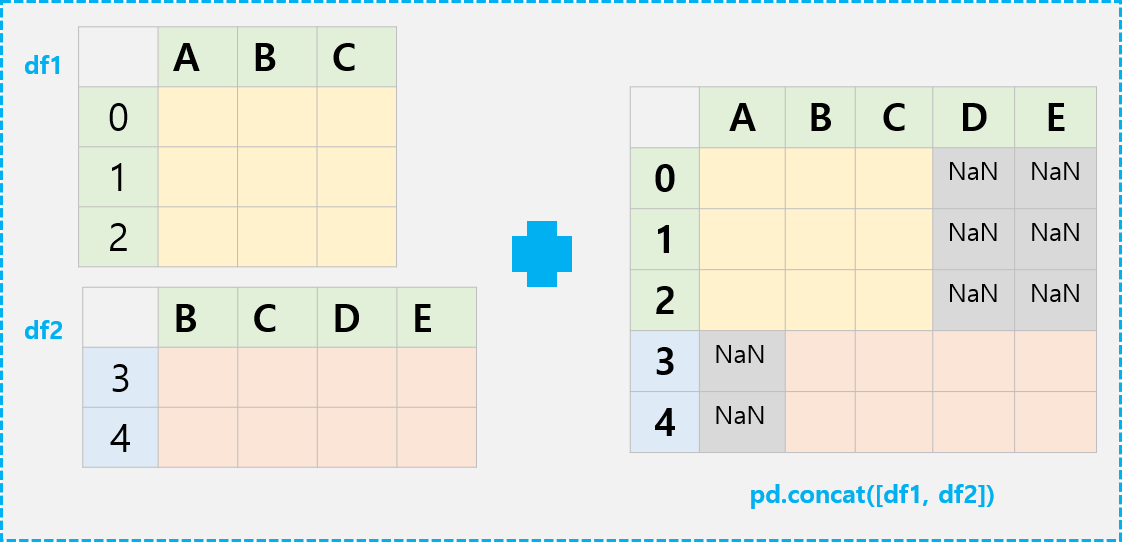 df1
A B C
0
1
2
df2
B C D E
3
4
A B C D E
0 NaN NaN
1 NaN NaN
2 NaN NaN
3 NaN
4 NaN
pd.concat([df1, df2])